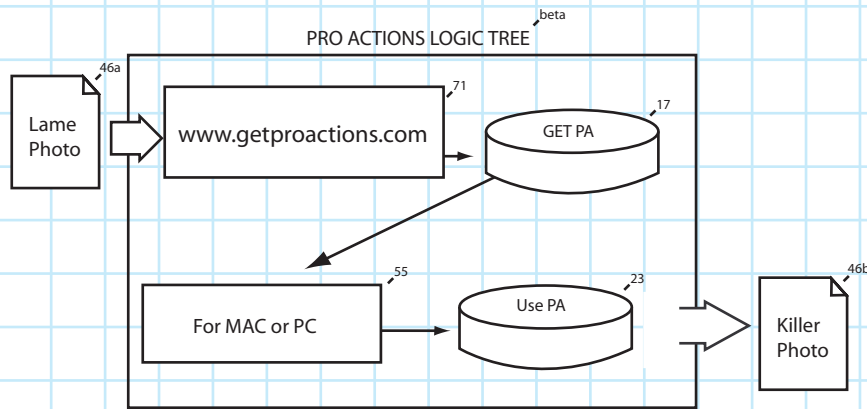 beta
PRO ACTIONS LOGIC TREE
46a
Lame
Photo
71
www.getproactions.com
17
GET PA
55
For MAC or PC
23
Use PA
46b
Killer
Photo